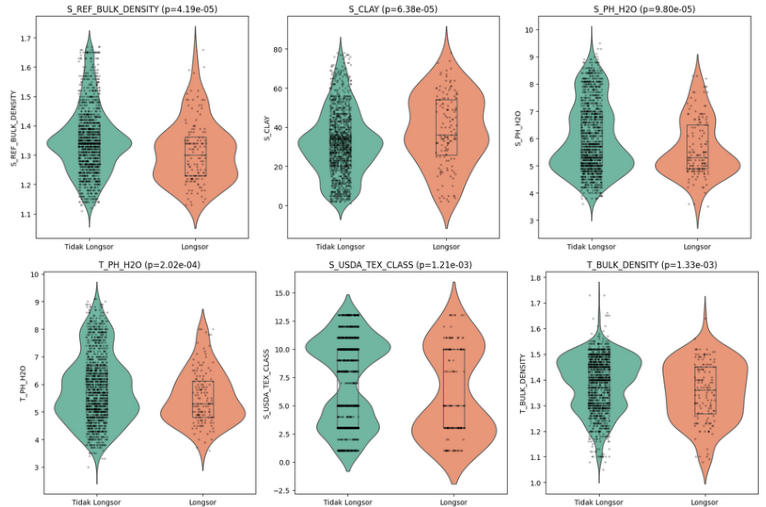 S_REF_BULK_DENSITY (p=4.19e-05)
S_REF_BULK_DENSITY
1.7
1.6
1.5
1.4
1.3
1.2
1.1
Tidak Longsor
Longsor
S_CLAY (p=6.38e-05)
S_CLAY
80
60
40
20
0
Tidak Longsor
Longsor
S_PH_H2O (p=9.80e-05)
S_PH_H2O
10
9
8
7
6
5
4
3
Tidak Longsor
Longsor
T_PH_H2O (p=2.02e-04)
T_PH_H2O
10
9
8
7
6
5
4
3
Tidak Longsor
Longsor
S_USDA_TEX_CLASS (p=1.21e-03)
S_USDA_TEX_CLASS
15.0
12.5
10.0
7.5
5.0
2.5
0.0
−2.5
Tidak Longsor
Longsor
T_BULK_DENSITY (p=1.33e-03)
T_BULK_DENSITY
1.8
1.7
1.6
1.5
1.4
1.3
1.2
1.1
1.0
Tidak Longsor
Longsor